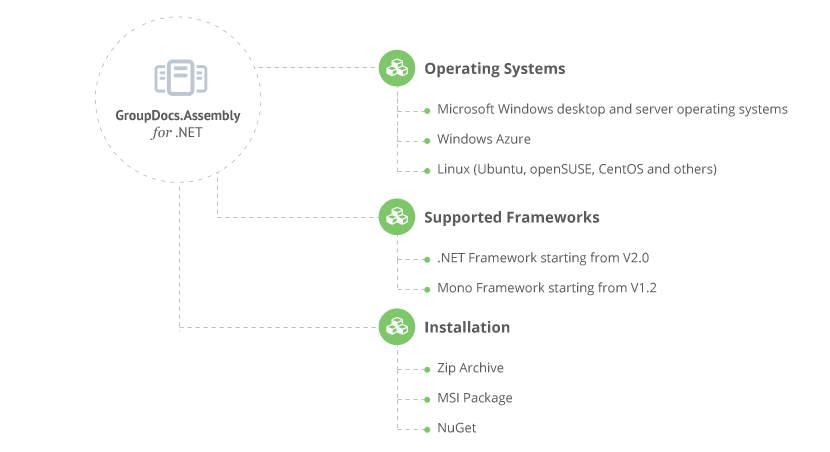 GroupDocs.Assembly
for .NET
Operating Systems
Microsoft Windows desktop and server operating systems
Windows Azure
Linux (Ubuntu, openSUSE, CentOS and others)
Supported Frameworks
.NET Framework starting from V2.0
Mono Framework starting from V1.2
Installation
Zip Archive
MSI Package
NuGet